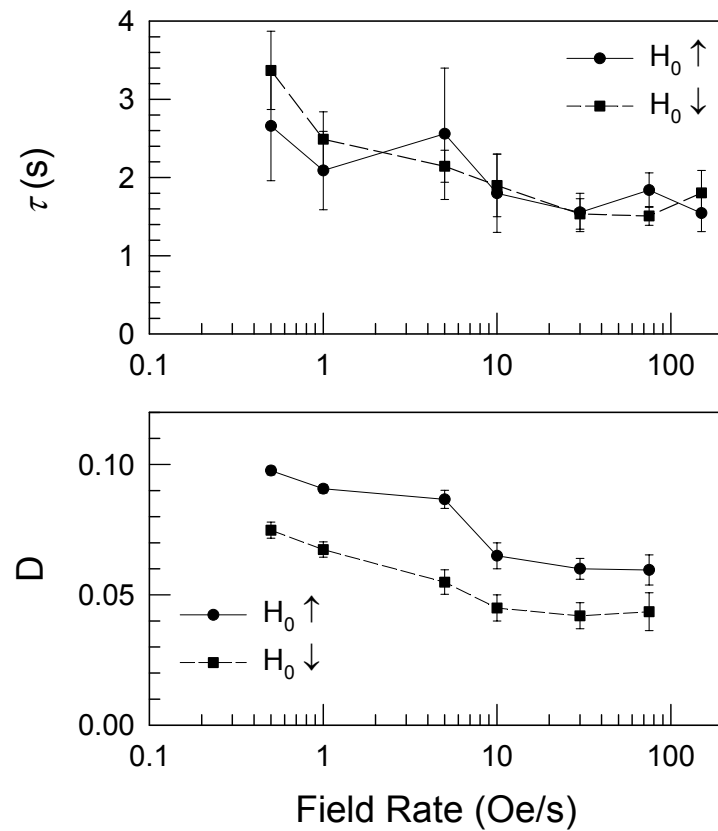 4
3
2
1
0
τ (s)
H₀ ↑
H₀ ↓
0.1 1 10 100
0.10
0.05
0.00
D
H₀ ↑
H₀ ↓
0.1 1 10 100
Field Rate (Oe/s)